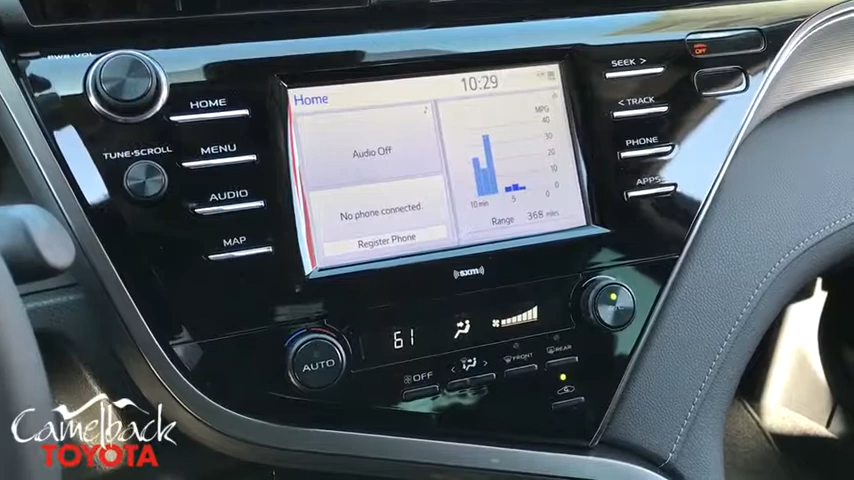 PWR·VOL
HOME
TUNE·SCROLL
MENU
AUDIO
MAP
Home
10:29
Audio Off
No phone connected
Register Phone
MPG
40
30
20
10
0
10 min
5
0
Range 368 miles
SEEK >
< TRACK
PHONE
APPS
OFF
((sxm))
AUTO
61
OFF
FRONT
REAR
A/C
Camelback
TOYOTA